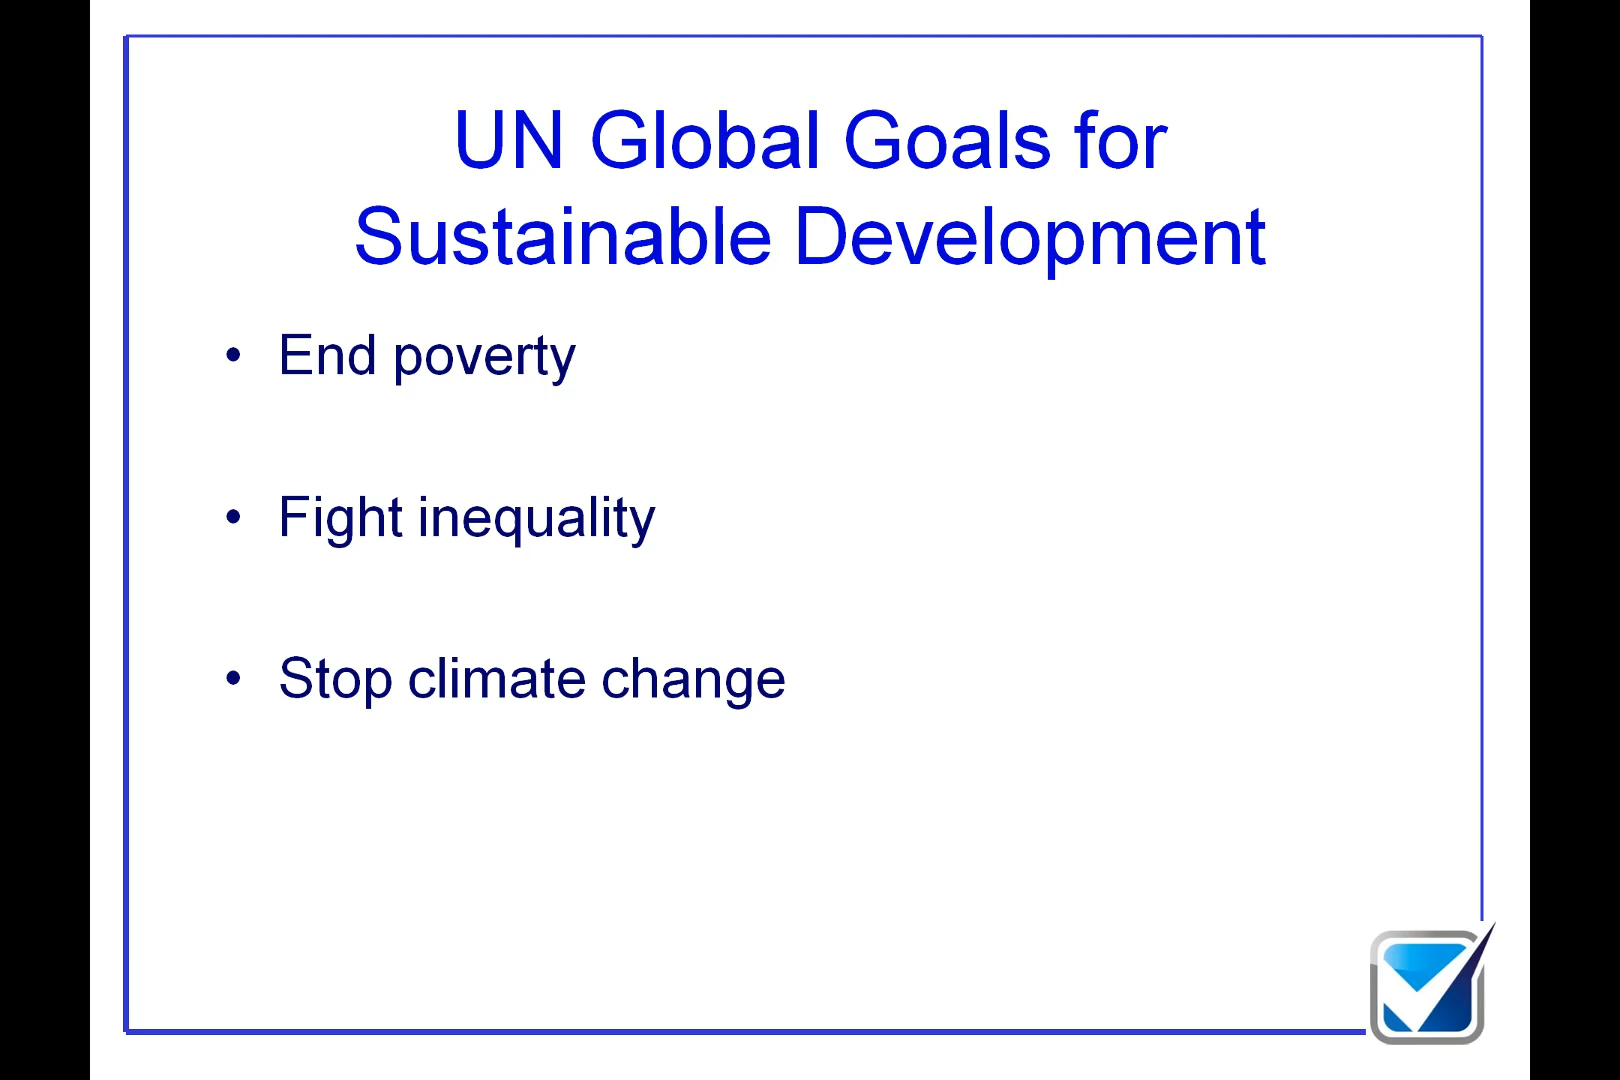 UN Global Goals for
Sustainable Development
• End poverty
• Fight inequality
• Stop climate change